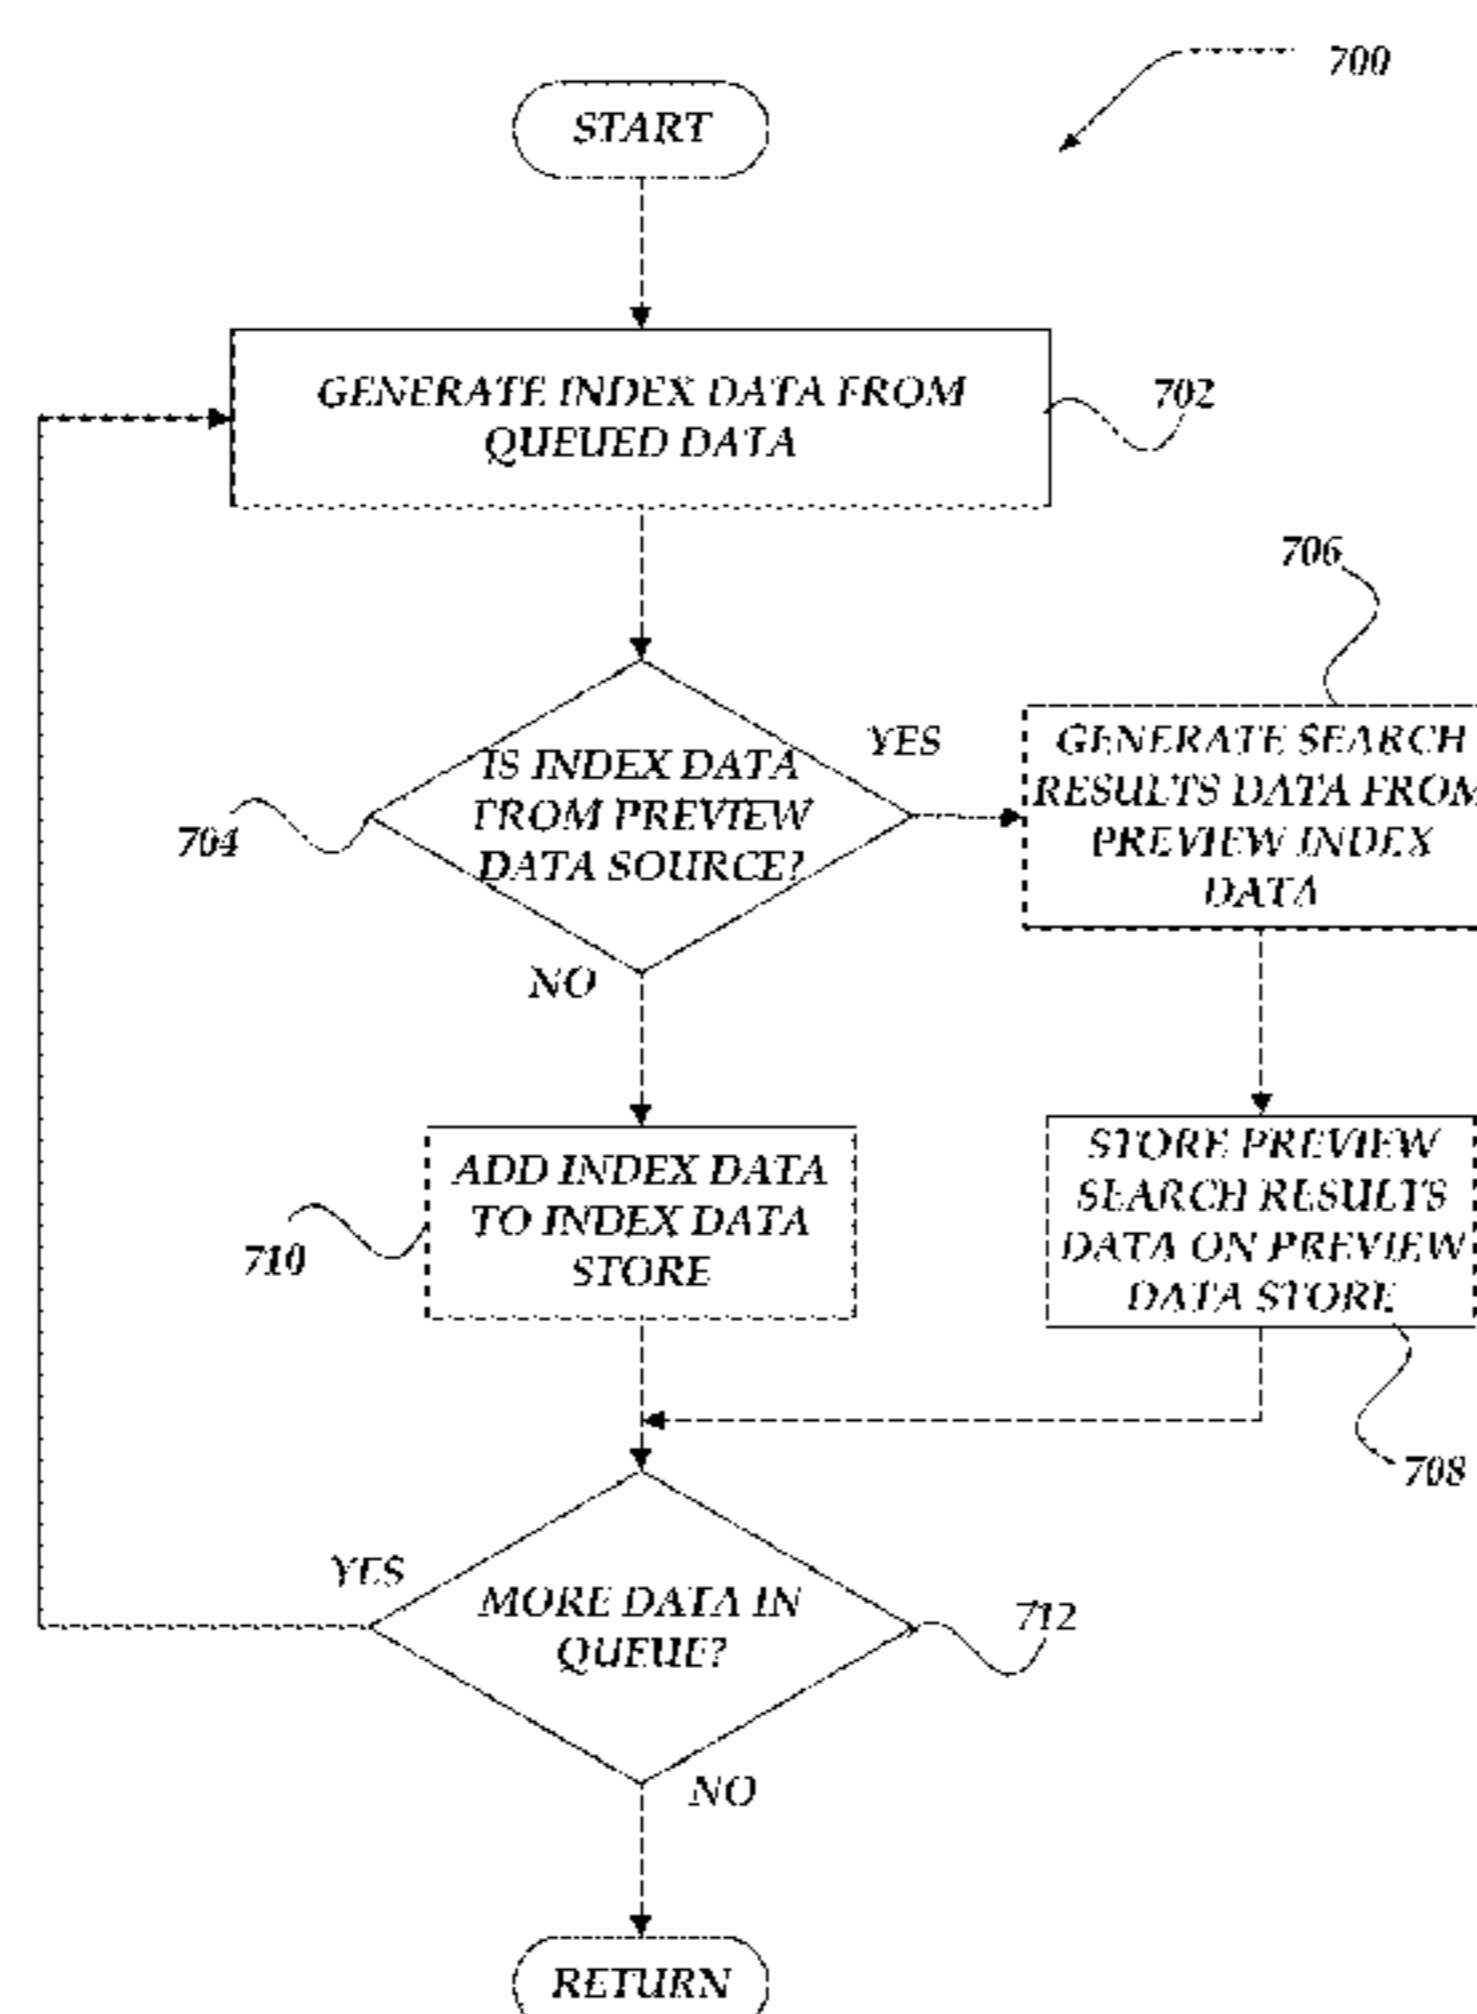 700
START
GENERATE INDEX DATA FROM
QUEUED DATA
702
706
IS INDEX DATA
FROM PREVIEW
DATA SOURCE?
YES
704
NO
GENERATE SEARCH
RESULTS DATA FROM
PREVIEW INDEX
DATA
ADD INDEX DATA
TO INDEX DATA
STORE
710
STORE PREVIEW
SEARCH RESULTS
DATA ON PREVIEW
DATA STORE
708
YES
MORE DATA IN
QUEUE?
712
NO
RETURN